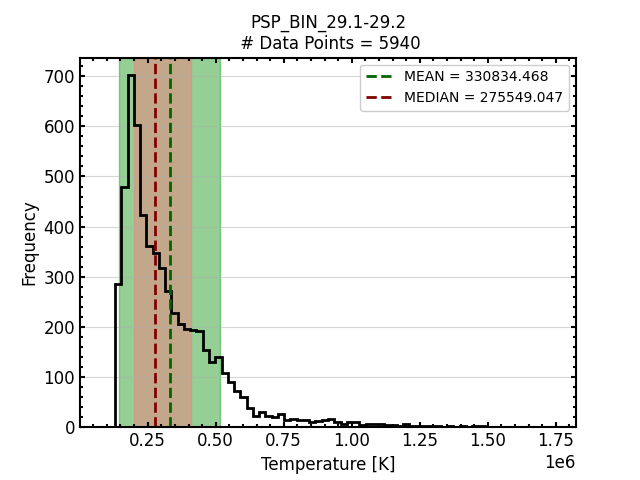 PSP_BIN_29.1-29.2
# Data Points = 5940
MEAN = 330834.468
MEDIAN = 275549.047
Frequency
700
600
500
400
300
200
100
0
0.25 0.50 0.75 1.00 1.25 1.50 1.75
1e6
Temperature [K]